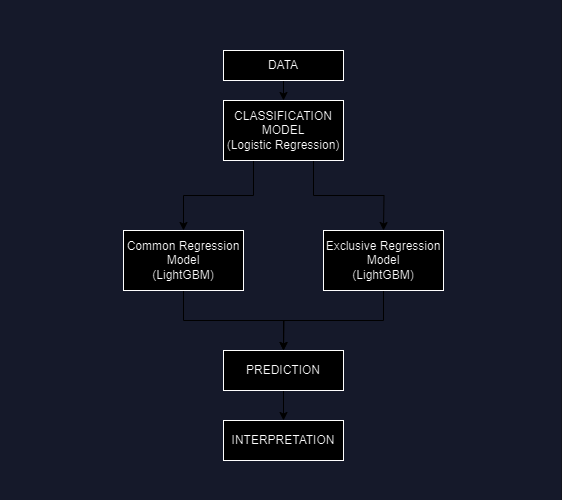 DATA
CLASSIFICATION
MODEL
(Logistic Regression)
Common Regression
Model
(LightGBM)
Exclusive Regression
Model
(LightGBM)
PREDICTION
INTERPRETATION